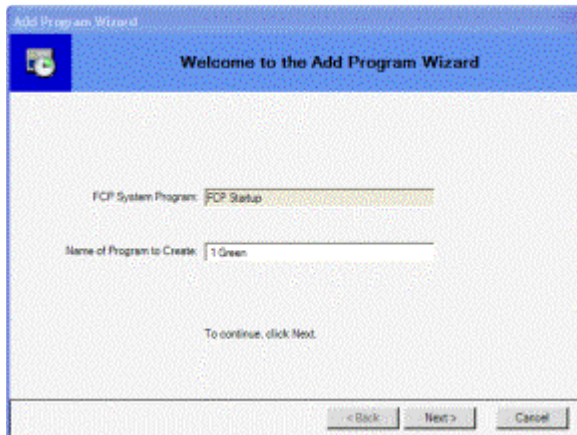 Add Program Wizard
Welcome to the Add Program Wizard
FCP System Program: FCP Startup
Name of Program to Create: 1 Green
To continue, click Next.
< Back Next > Cancel